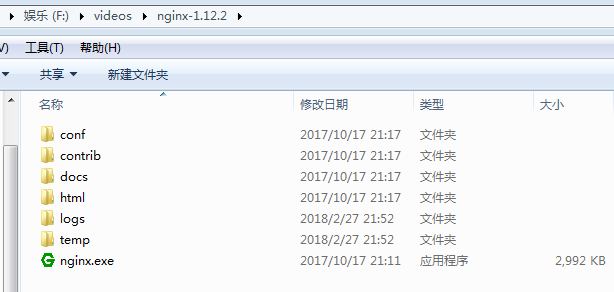 娱乐 (F:) videos nginx-1.12.2
V) 工具(T) 帮助(H)
共享 新建文件夹
名称 修改日期 类型 大小
conf 2017/10/17 21:17 文件夹
contrib 2017/10/17 21:17 文件夹
docs 2017/10/17 21:17 文件夹
html 2017/10/17 21:17 文件夹
logs 2018/2/27 21:52 文件夹
temp 2018/2/27 21:52 文件夹
nginx.exe 2017/10/17 21:11 应用程序 2,992 KB